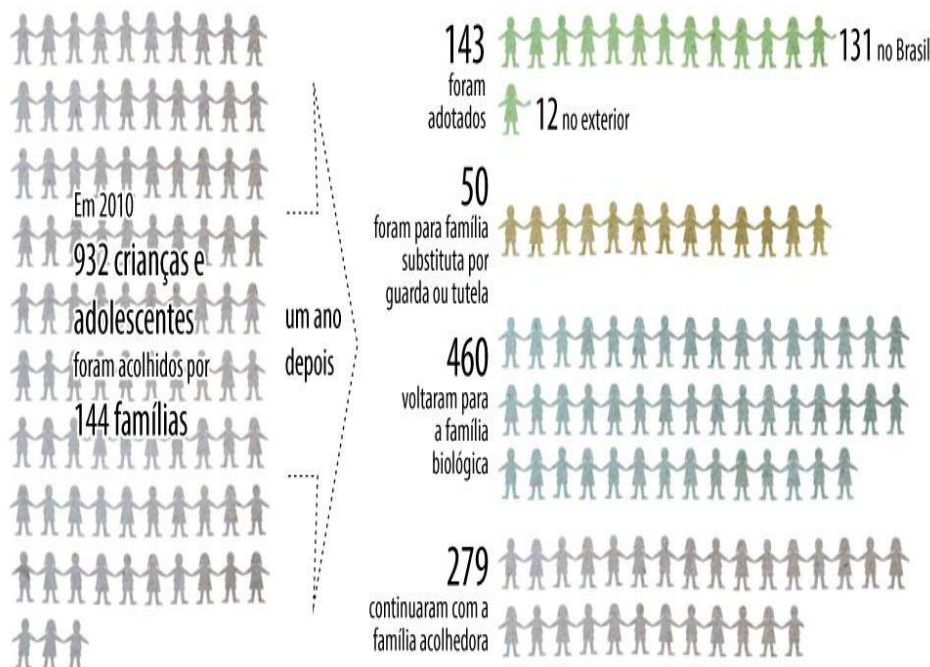 Em 2010
932 crianças e
adolescentes
foram acolhidos por
144 famílias
um ano
depois
143
foram
adotados
131 no Brasil
12 no exterior
50
foram para família
substituta por
guarda ou tutela
460
voltaram para
a família
biológica
279
continuaram com a
família acolhedora